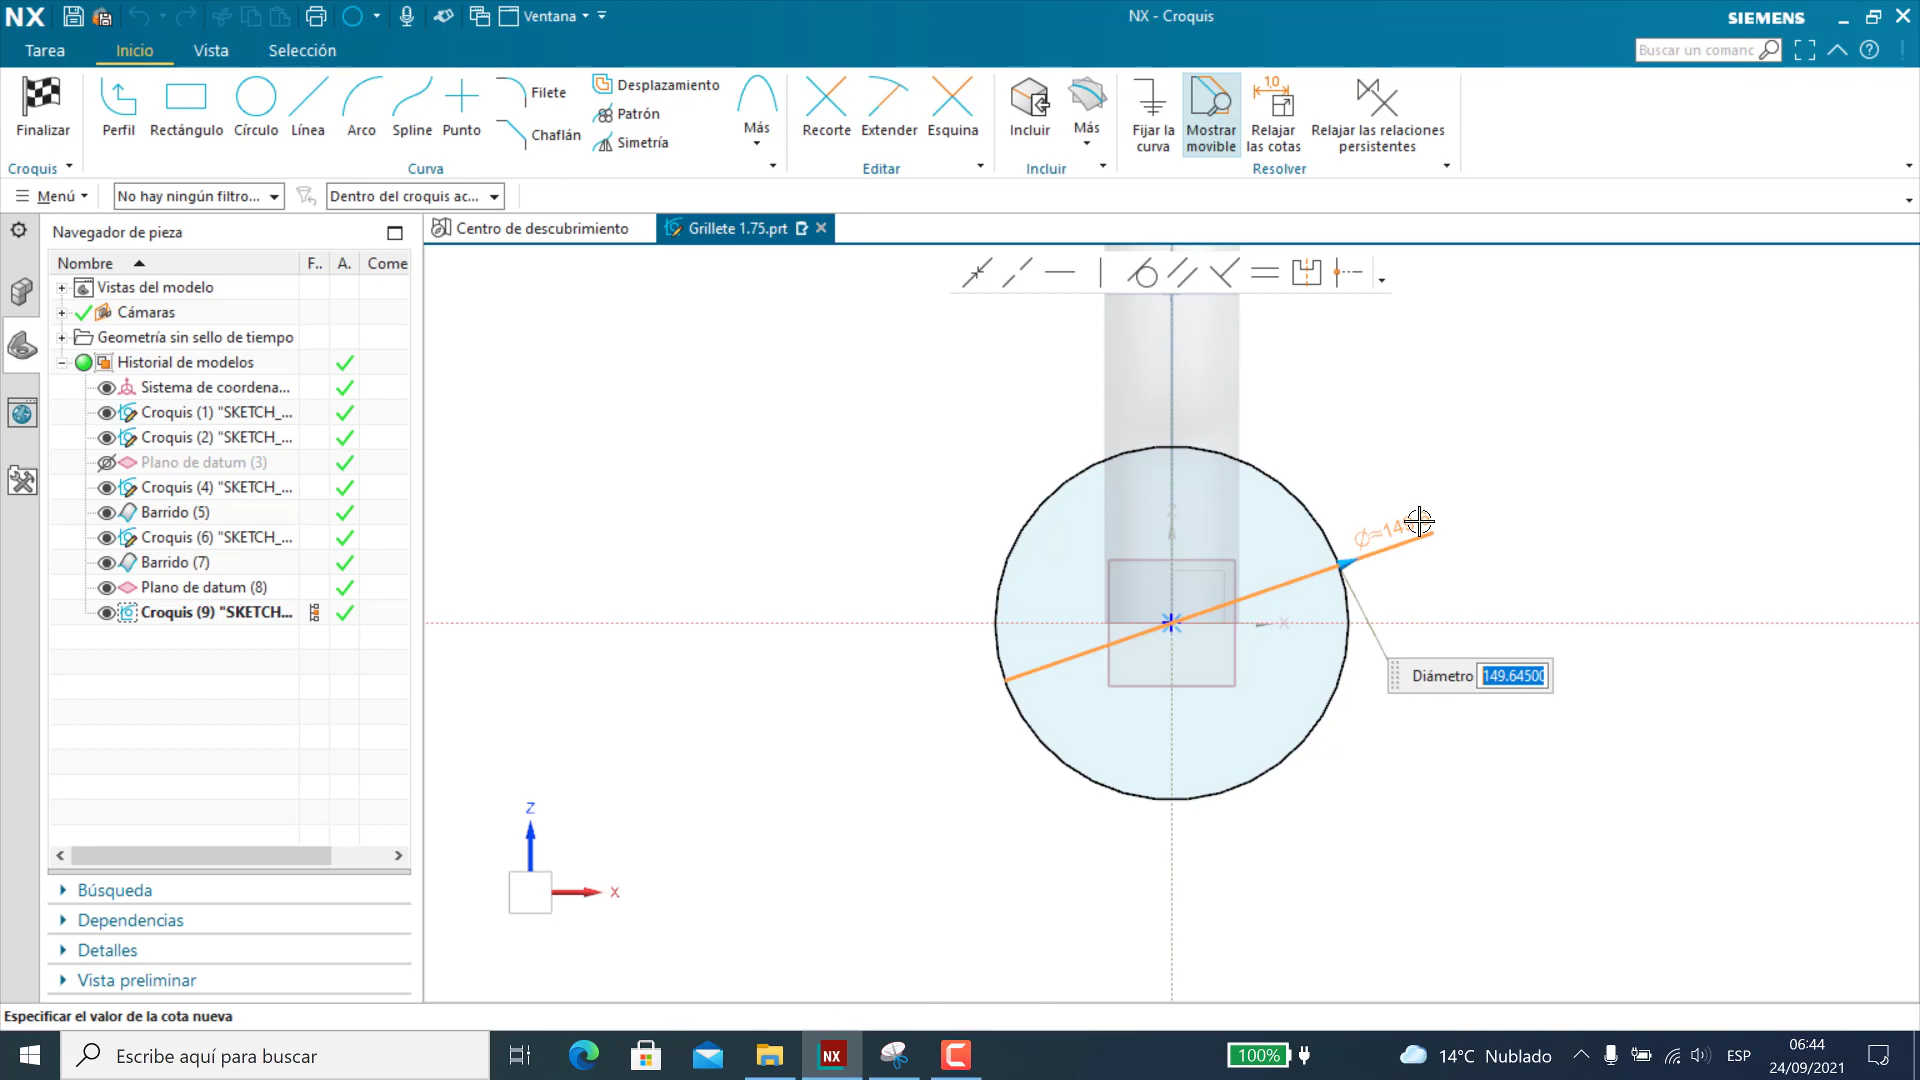 NX
Ventana
NX - Croquis
SIEMENS
Tarea
Inicio
Vista
Selección
Buscar un comanc
Finalizar
Perfil
Rectángulo
Círculo
Línea
Arco
Spline
Punto
Filete
Chaflán
Desplazamiento
Patrón
Simetría
Más
Recorte
Extender
Esquina
Incluir
Más
Fijar la curva
Mostrar movible
1,0
Relajar las cotas
Relajar las relaciones persistentes
Croquis
Curva
Editar
Incluir
Resolver
Menú
No hay ningún filtro...
Dentro del croquis ac...
Navegador de pieza
Centro de descubrimiento
Grillete 1.75.prt
Nombre
F..
A.
Come
Vistas del modelo
Cámaras
Geometría sin sello de tiempo
Historial de modelos
Sistema de coordena...
Croquis (1) "SKETCH_...
Croquis (2) "SKETCH_...
Plano de datum (3)
Croquis (4) "SKETCH_...
Barrido (5)
Croquis (6) "SKETCH_...
Barrido (7)
Plano de datum (8)
Croquis (9) "SKETCH...
X
Diámetro 149.64500
Z
X
Búsqueda
Dependencias
Detalles
Vista preliminar
Especificar el valor de la cota nueva
Escribe aquí para buscar
NX
100%
14°C Nublado
ESP
06:44
24/09/2021